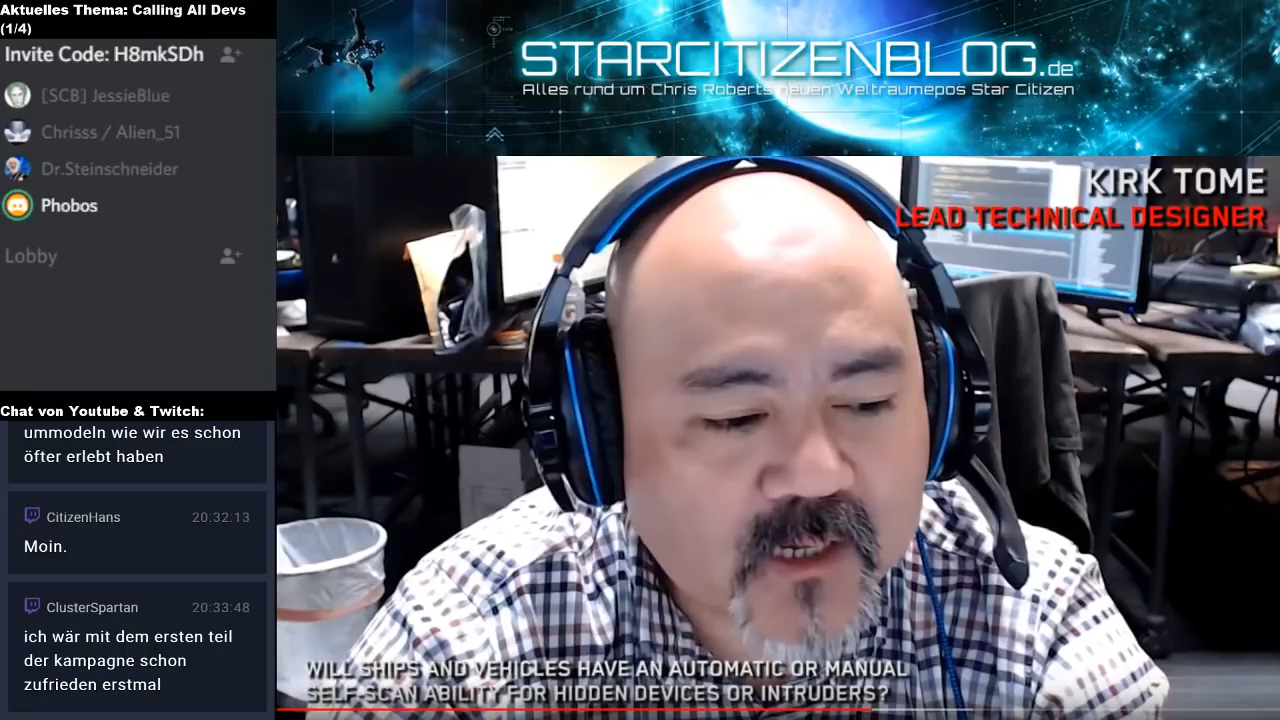 Aktuelles Thema: Calling All Devs
(1/4)
Invite Code: H8mkSDh
[SCB] JessieBlue
Chrisss / Alien_51
Dr.Steinschneider
Phobos
Lobby
Chat von Youtube & Twitch:
ummodeln wie wir es schon
öfter erlebt haben
CitizenHans 20:32:13
Moin.
ClusterSpartan 20:33:48
ich wär mit dem ersten teil
der kampagne schon
zufrieden erstmal
STARCITIZENBLOG.de
Alles rund um Chris Roberts neuen Weltraumepos Star Citizen
KIRK TOME
LEAD TECHNICAL DESIGNER
WILL SHIPS AND VEHICLES HAVE AN AUTOMATIC OR MANUAL
SELF-SCAN ABILITY FOR HIDDEN DEVICES OR INTRUDERS?